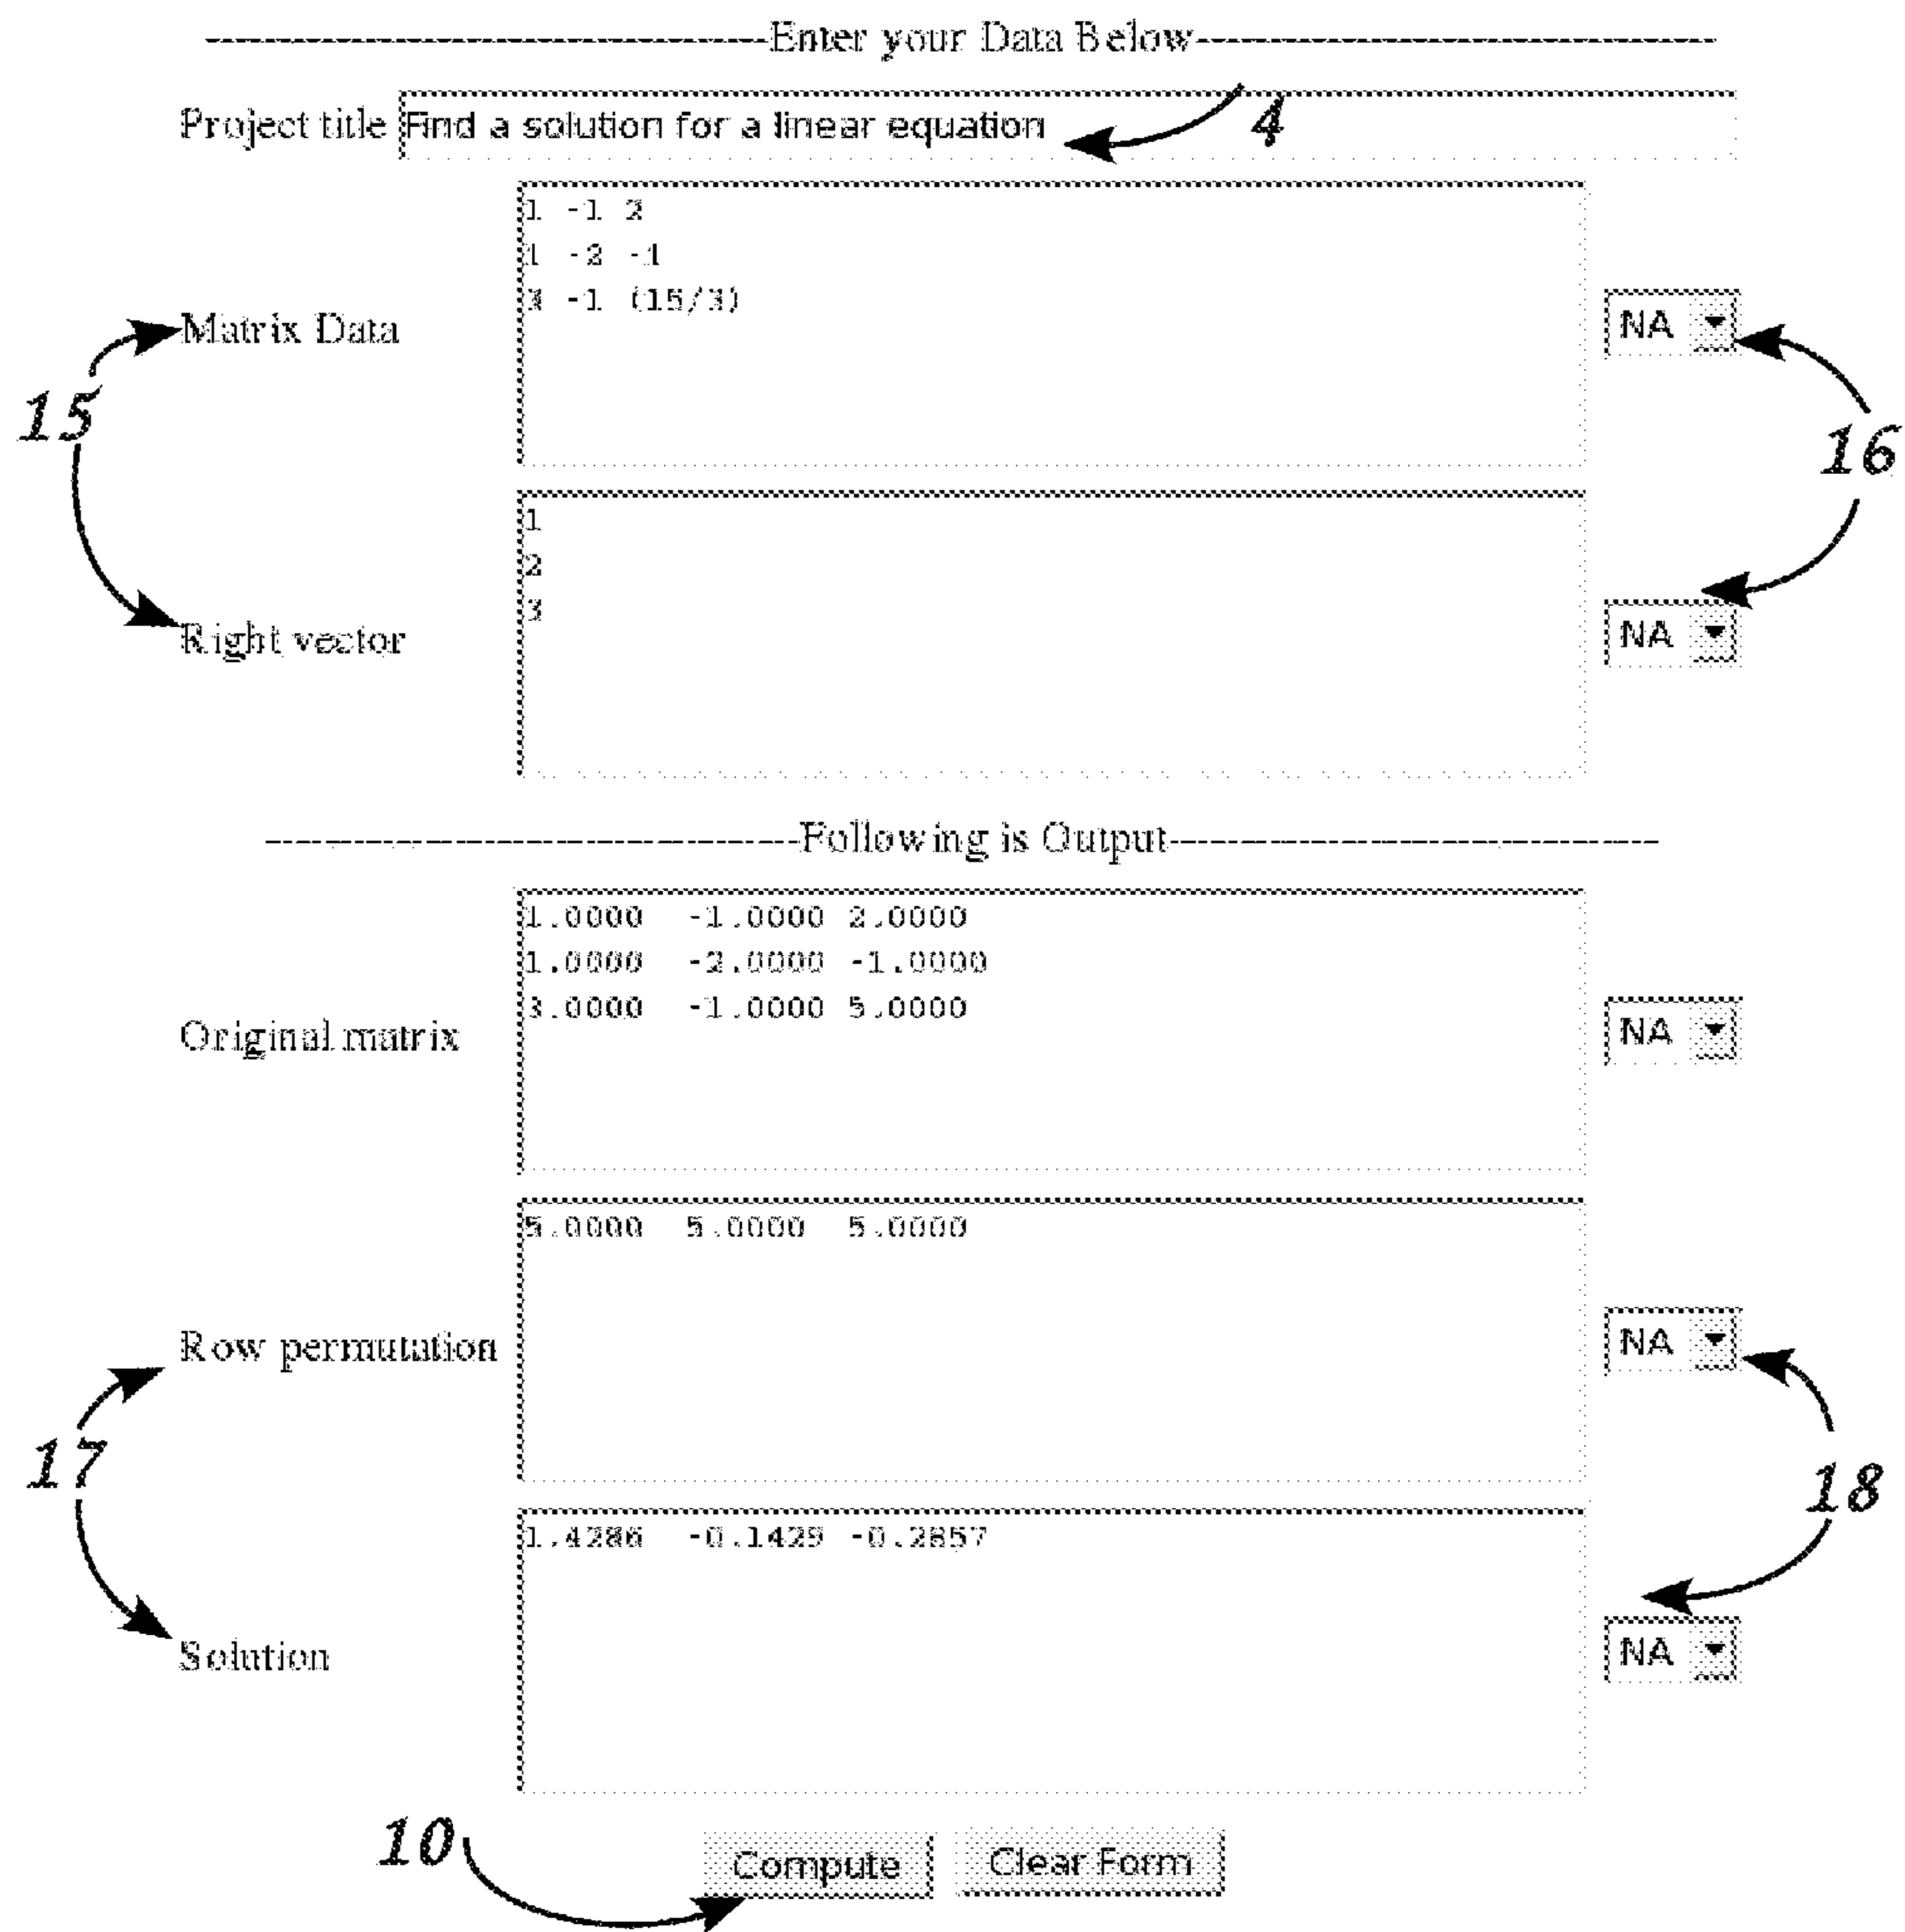 ----------------------------------Enter your Data Below----------------------------------
Project title Find a solution for a linear equation
4
1 -1 2
1 -2 -1
3 -1 (15/3)
Matrix Data
NA
15
16
1
2
3
Right vector
NA
----------------------------------Following is Output----------------------------------
1.0000 -1.0000 2.0000
1.0000 -2.0000 -1.0000
3.0000 -1.0000 5.0000
Original matrix
NA
5.0000 5.0000 5.0000
Row permutation
NA
17
18
1.4286 -0.1429 -0.2857
Solution
NA
10
Compute Clear Form